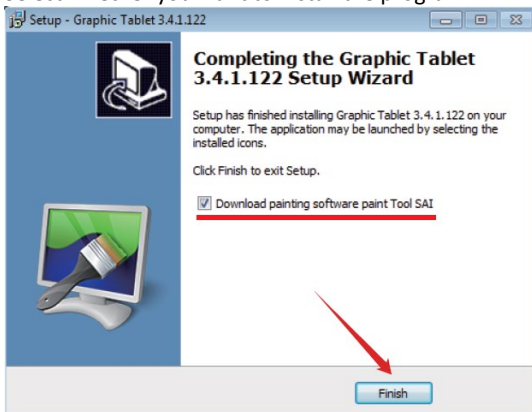 Setup - Graphic Tablet 3.4.1.122
Completing the Graphic Tablet
3.4.1.122 Setup Wizard
Setup has finished installing Graphic Tablet 3.4.1.122 on your
computer. The application may be launched by selecting the
installed icons.
Click Finish to exit Setup.
Download painting software paint Tool SAI
Finish